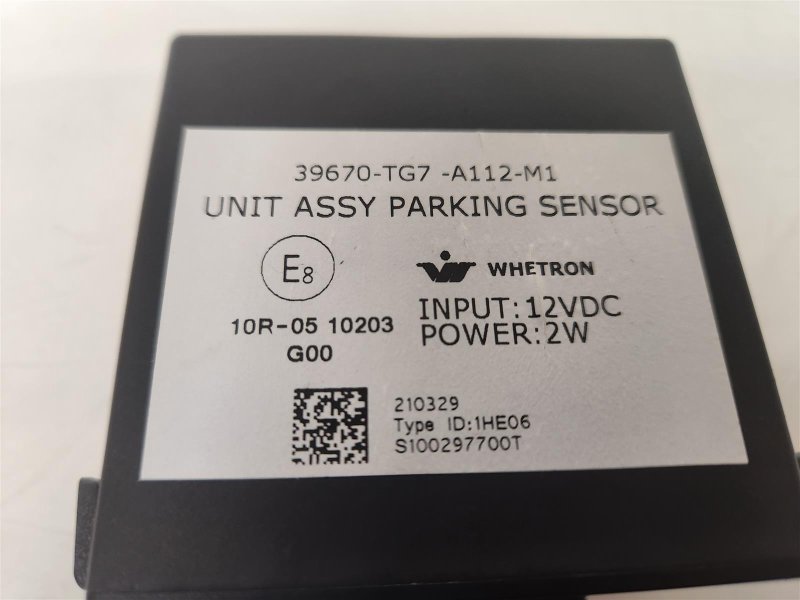 39670-TG7 -A112-M1
UNIT ASSY PARKING SENSOR
E8
WHETRON
10R-05 10203
G00
INPUT:12VDC
POWER:2W
210329
Type ID:1HE06
S100297700T